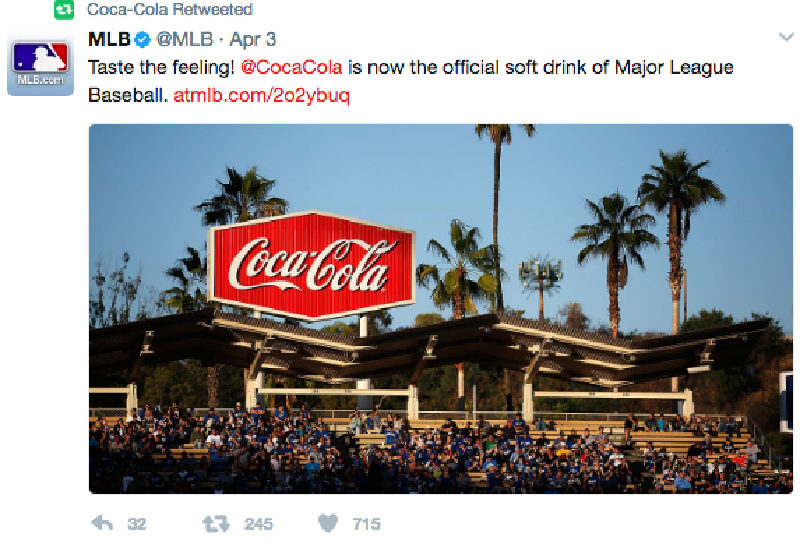 Coca-Cola Retweeted
MLB @MLB · Apr 3
MLB.com
Taste the feeling! @CocaCola is now the official soft drink of Major League
Baseball. atmlb.com/2o2ybuq
Coca-Cola
32 245 715